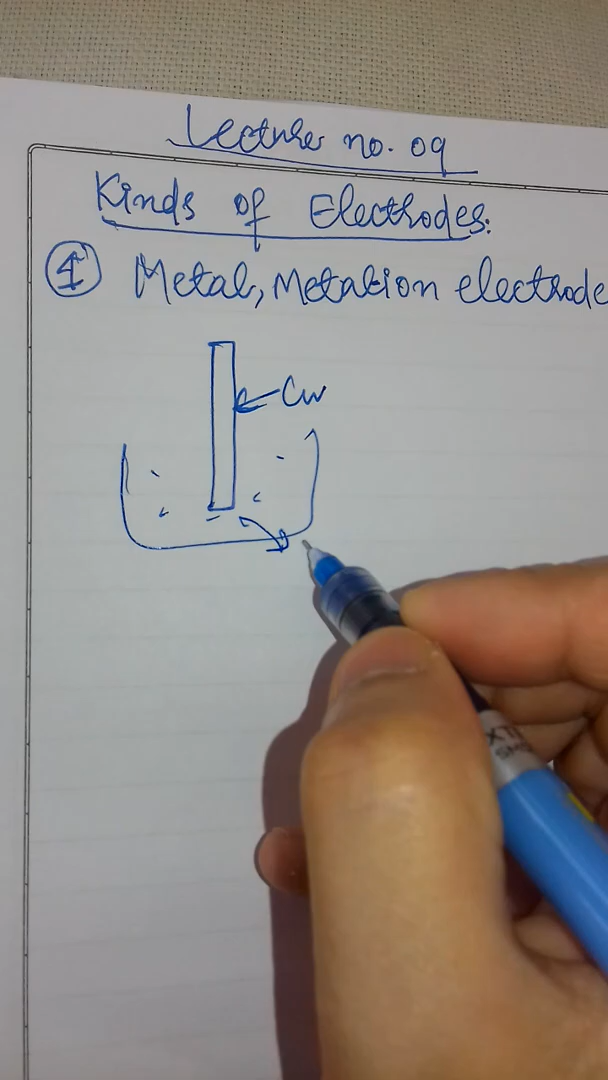 Lecture no. 09
Kinds of Electrodes:
① Metal, Metal ion electrode
Cu